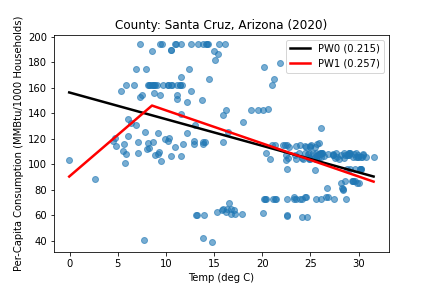 County: Santa Cruz, Arizona (2020)
Per-Capita Consumption (MMBtu/1000 Households)
200
180
160
140
120
100
80
60
40
PW0 (0.215)
PW1 (0.257)
0 5 10 15 20 25 30
Temp (deg C)